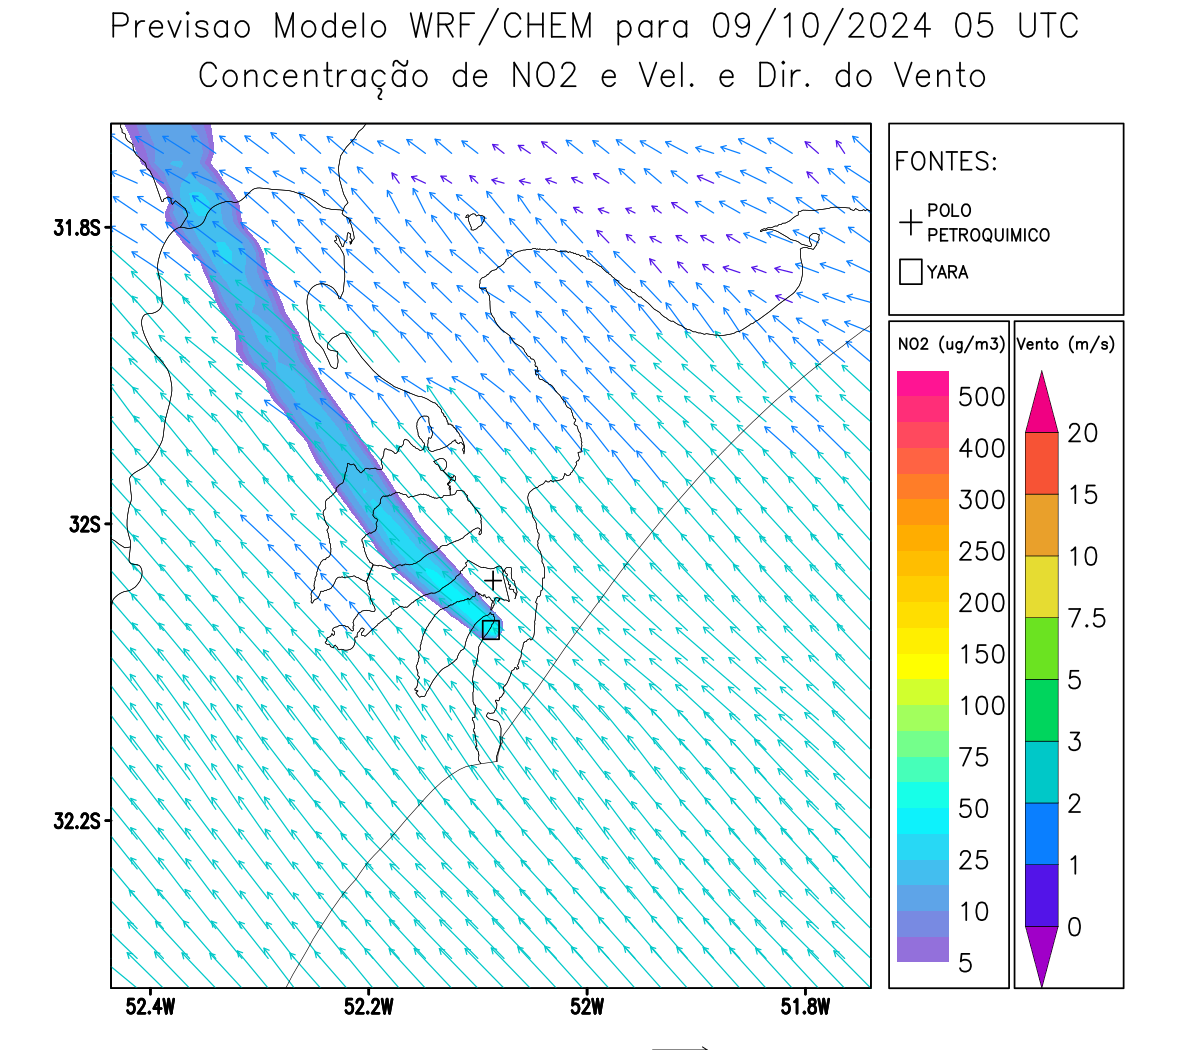 Previsao Modelo WRF/CHEM para 09/10/2024 05 UTC
Concentração de NO2 e Vel. e Dir. do Vento
FONTES:
POLO
PETROQUIMICO
YARA
31.8S
32S
32.2S
52.4W
52.2W
52W
51.8W
NO2 (ug/m3)
500
400
300
250
200
150
100
75
50
25
10
5
Vento (m/s)
20
15
10
7.5
5
3
2
1
0